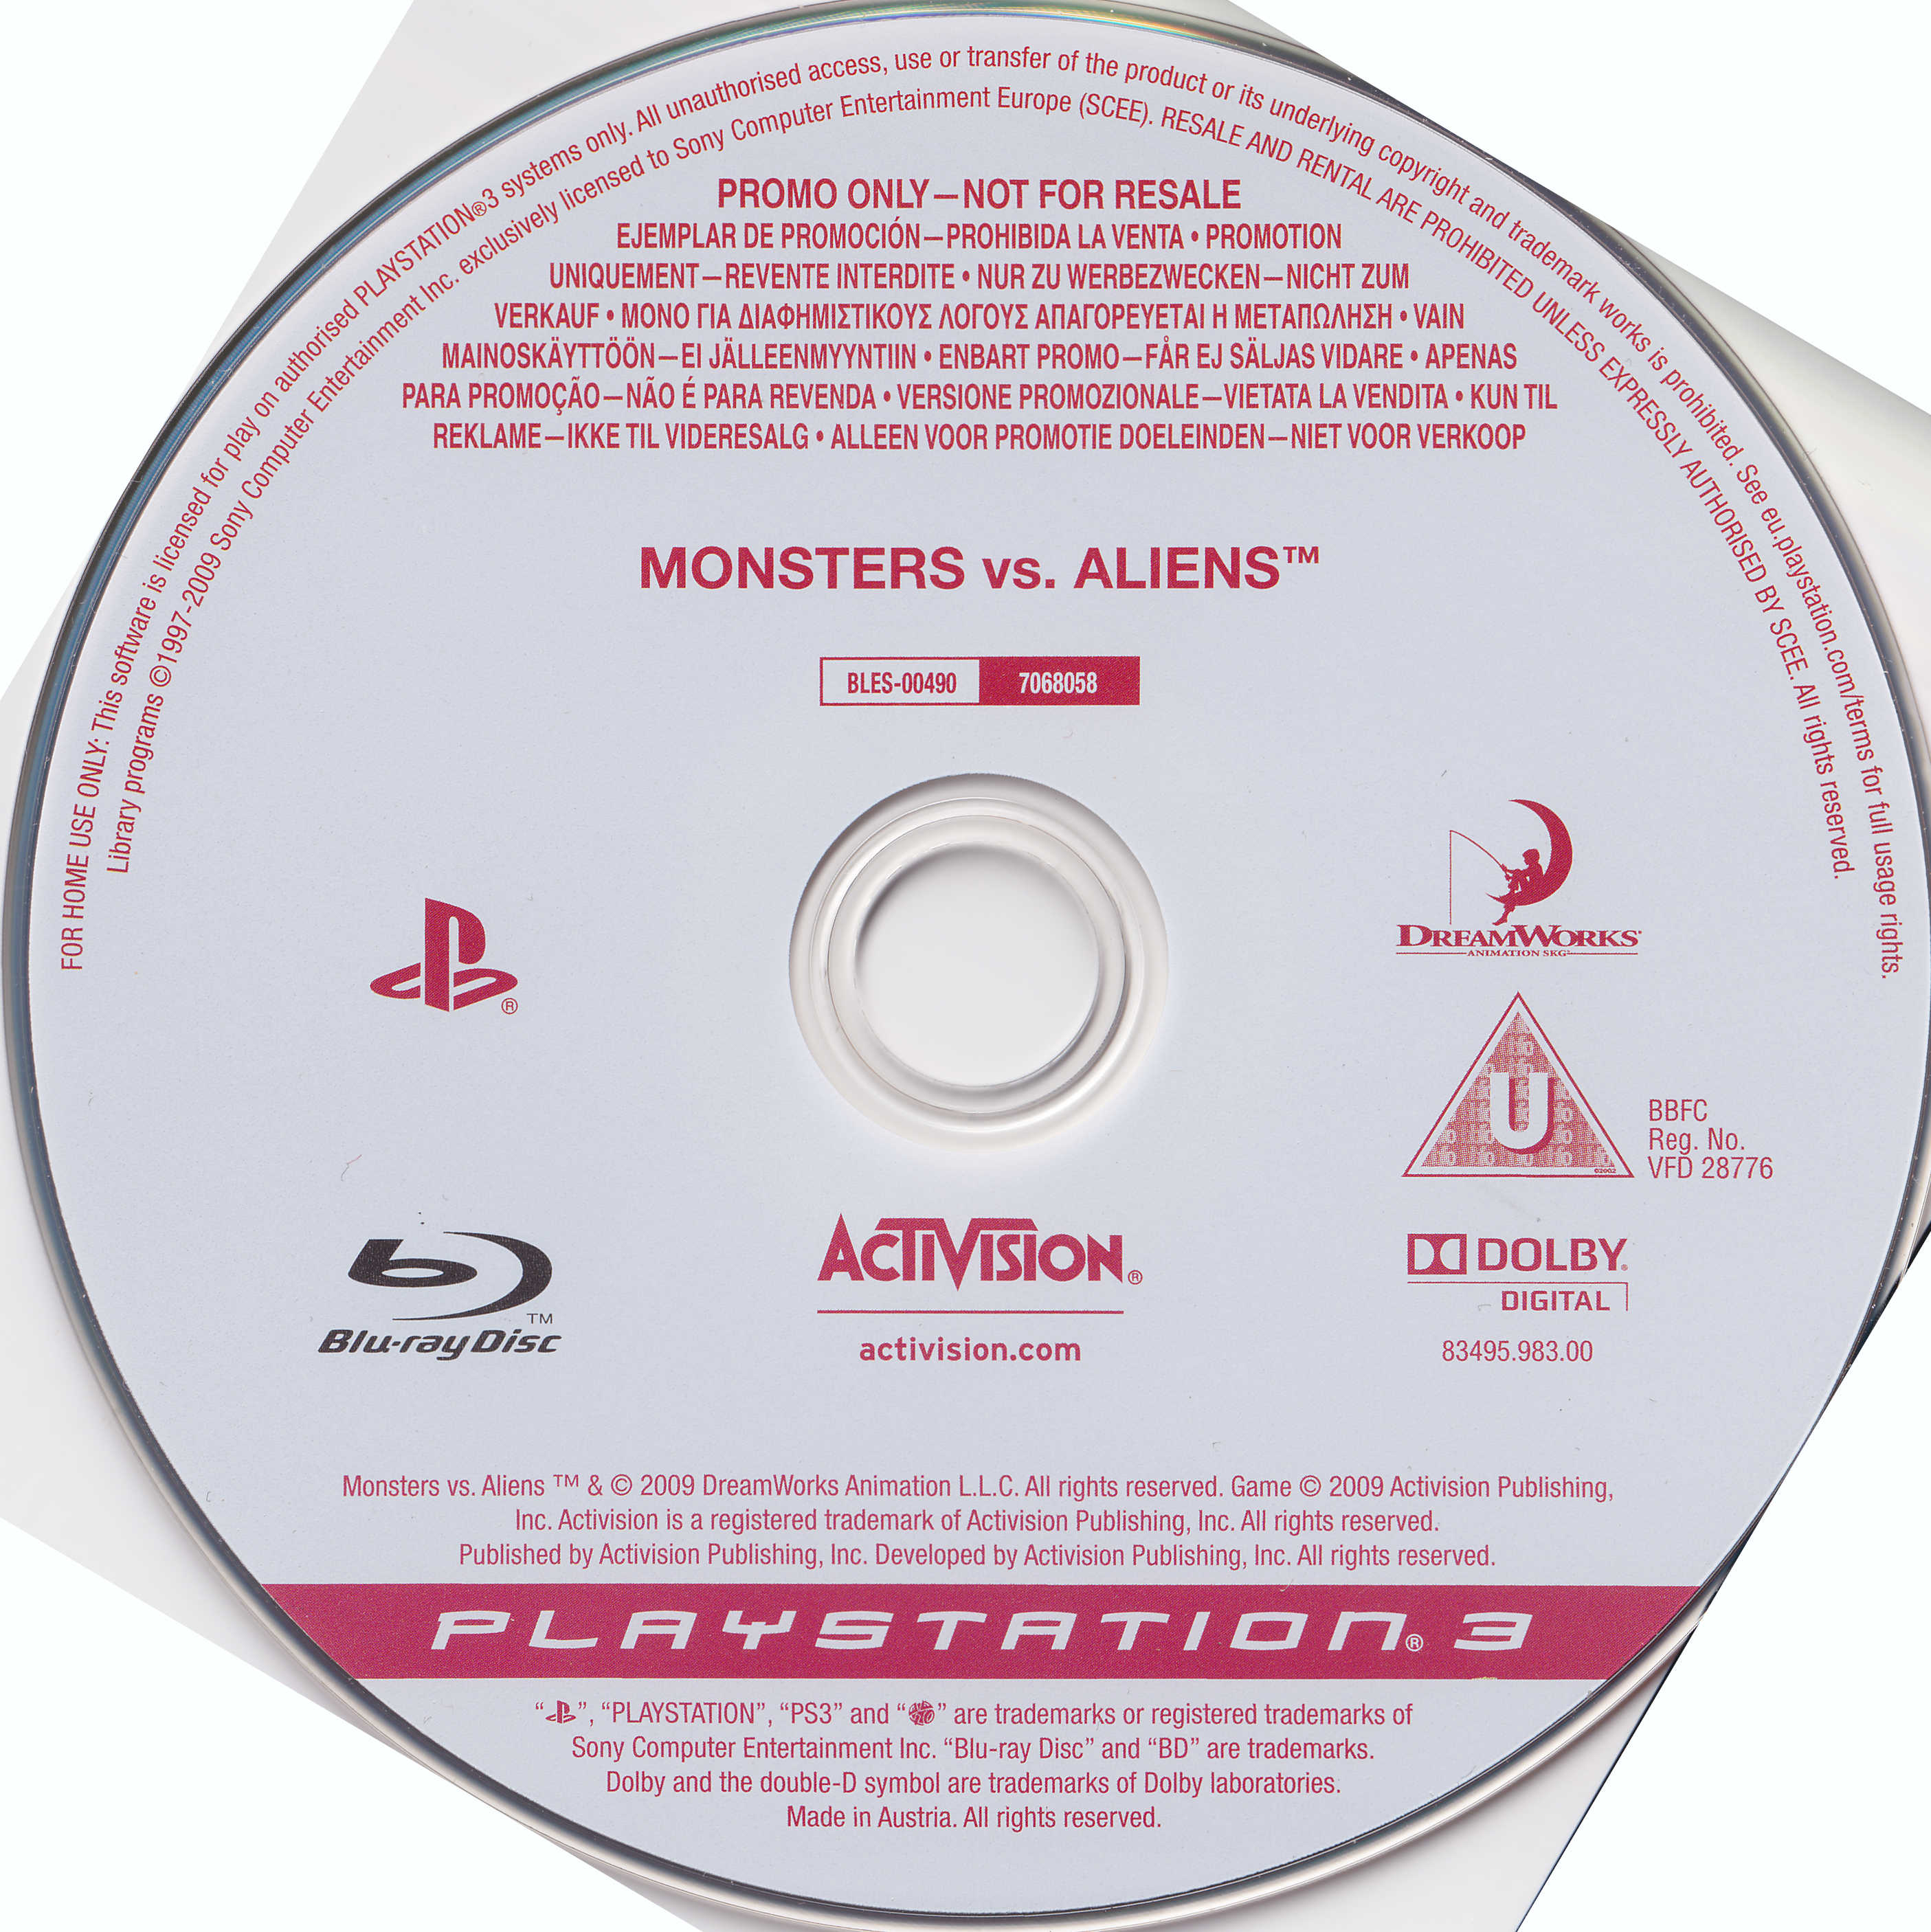 FOR HOME USE ONLY: This software is licensed for play on authorised PLAYSTATION®3 systems only. All unauthorised access, use or transfer of the product or its underlying copyright and trademark works is prohibited. See eu.playstation.com/terms for full usage rights.
Library programs ©1997-2009 Sony Computer Entertainment Inc. exclusively licensed to Sony Computer Entertainment Europe (SCEE). RESALE AND RENTAL ARE PROHIBITED UNLESS EXPRESSLY AUTHORISED BY SCEE. All rights reserved.
PROMO ONLY—NOT FOR RESALE
EJEMPLAR DE PROMOCIÓN—PROHIBIDA LA VENTA • PROMOTION
UNIQUEMENT—REVENTE INTERDITE • NUR ZU WERBEZWECKEN—NICHT ZUM
VERKAUF • ΜΟΝΟ ΓΙΑ ΔΙΑΦΗΜΙΣΤΙΚΟΥΣ ΛΟΓΟΥΣ ΑΠΑΓΟΡΕΥΕΤΑΙ Η ΜΕΤΑΠΩΛΗΣΗ • VAIN
MAINOSKÄYTTÖÖN—EI JÄLLEENMYYNTIIN • ENBART PROMO—FÅR EJ SÄLJAS VIDARE • APENAS
PARA PROMOÇÃO—NÃO É PARA REVENDA • VERSIONE PROMOZIONALE—VIETATA LA VENDITA • KUN TIL
REKLAME—IKKE TIL VIDERESALG • ALLEEN VOOR PROMOTIE DOELEINDEN—NIET VOOR VERKOOP
MONSTERS vs. ALIENS™
BLES-00490 7068058
®
DREAMWORKS®
ANIMATION SKG™
U
©2002
BBFC
Reg. No.
VFD 28776
™
Blu-ray Disc
ACTIVISION®
activision.com
DOLBY®
DIGITAL
83495.983.00
Monsters vs. Aliens ™ & © 2009 DreamWorks Animation L.L.C. All rights reserved. Game © 2009 Activision Publishing,
Inc. Activision is a registered trademark of Activision Publishing, Inc. All rights reserved.
Published by Activision Publishing, Inc. Developed by Activision Publishing, Inc. All rights reserved.
PLAYSTATION®3
“ ”, “PLAYSTATION”, “PS3” and “ ” are trademarks or registered trademarks of
Sony Computer Entertainment Inc. “Blu-ray Disc” and “BD” are trademarks.
Dolby and the double-D symbol are trademarks of Dolby laboratories.
Made in Austria. All rights reserved.